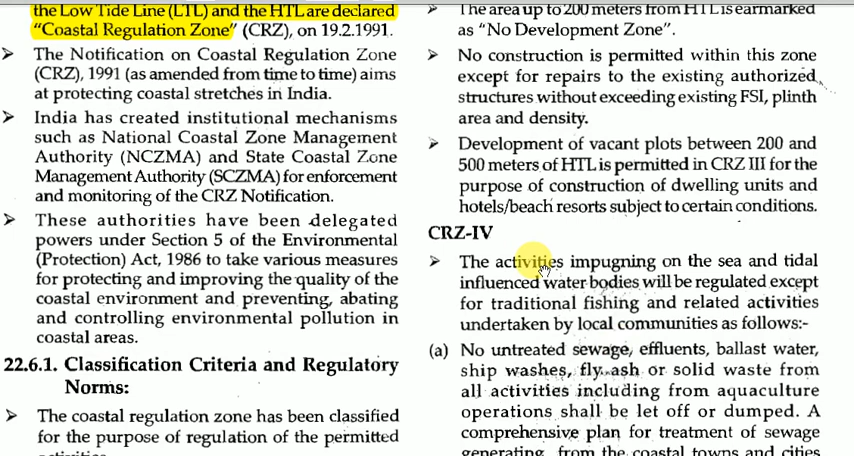 the Low Tide Line (LTL) and the HTL are declared
"Coastal Regulation Zone" (CRZ), on 19.2.1991.
➢ The Notification on Coastal Regulation Zone
(CRZ), 1991 (as amended from time to time) aims
at protecting coastal stretches in India.
➢ India has created institutional mechanisms
such as National Coastal Zone Management
Authority (NCZMA) and State Coastal Zone
Management Authority (SCZMA) for enforcement
and monitoring of the CRZ Notification.
➢ These authorities have been delegated
powers under Section 5 of the Environmental
(Protection) Act, 1986 to take various measures
for protecting and improving the quality of the
coastal environment and preventing, abating
and controlling environmental pollution in
coastal areas.
22.6.1. Classification Criteria and Regulatory
Norms:
➢ The coastal regulation zone has been classified
for the purpose of regulation of the permitted
activities
➢ The area up to 200 meters from HTL is earmarked
as "No Development Zone".
➢ No construction is permitted within this zone
except for repairs to the existing authorized
structures without exceeding existing FSI, plinth
area and density.
➢ Development of vacant plots between 200 and
500 meters of HTL is permitted in CRZ III for the
purpose of construction of dwelling units and
hotels/beach resorts subject to certain conditions.
CRZ-IV
➢ The activities impugning on the sea and tidal
influenced water bodies will be regulated except
for traditional fishing and related activities
undertaken by local communities as follows:-
(a) No untreated sewage, effluents, ballast water,
ship washes, fly ash or solid waste from
all activities including from aquaculture
operations shall be let off or dumped. A
comprehensive plan for treatment of sewage
generating from the coastal towns and cities